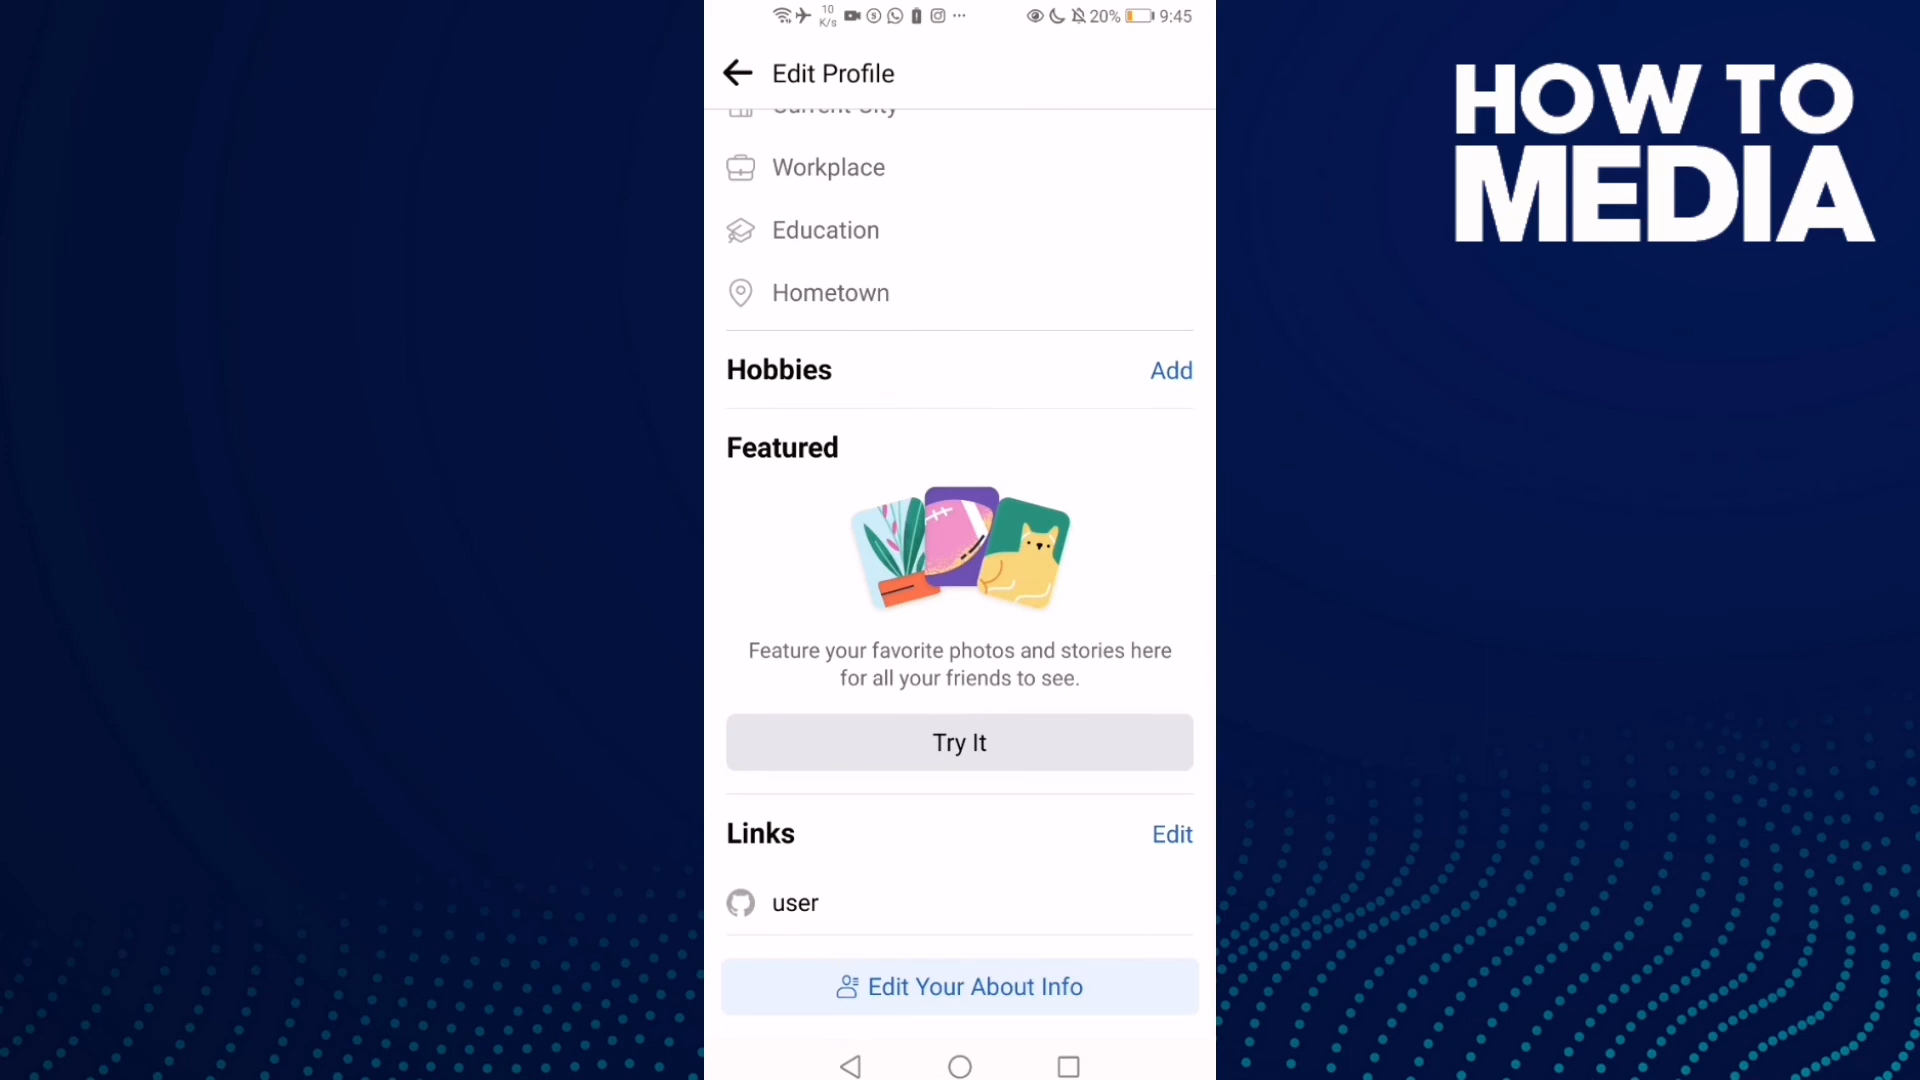 10
K/s
20%
9:45
Edit Profile
Current City
Workplace
Education
Hometown
Hobbies
Add
Featured
Feature your favorite photos and stories here
for all your friends to see.
Try It
Links
Edit
user
Edit Your About Info
HOW TO
MEDIA